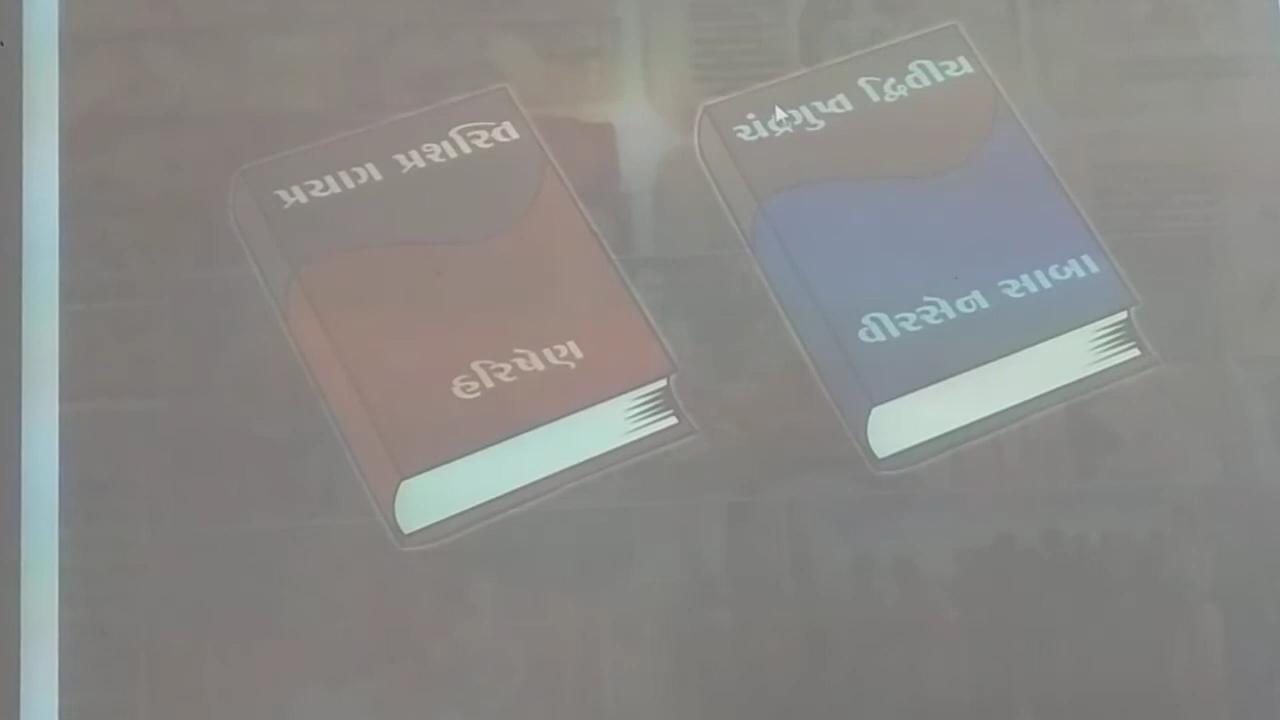 પ્રયાગ પ્રશસ્તિ
હરિષેણ
ચંદ્રગુપ્ત દ્વિતીય
વીરસેન સાબા